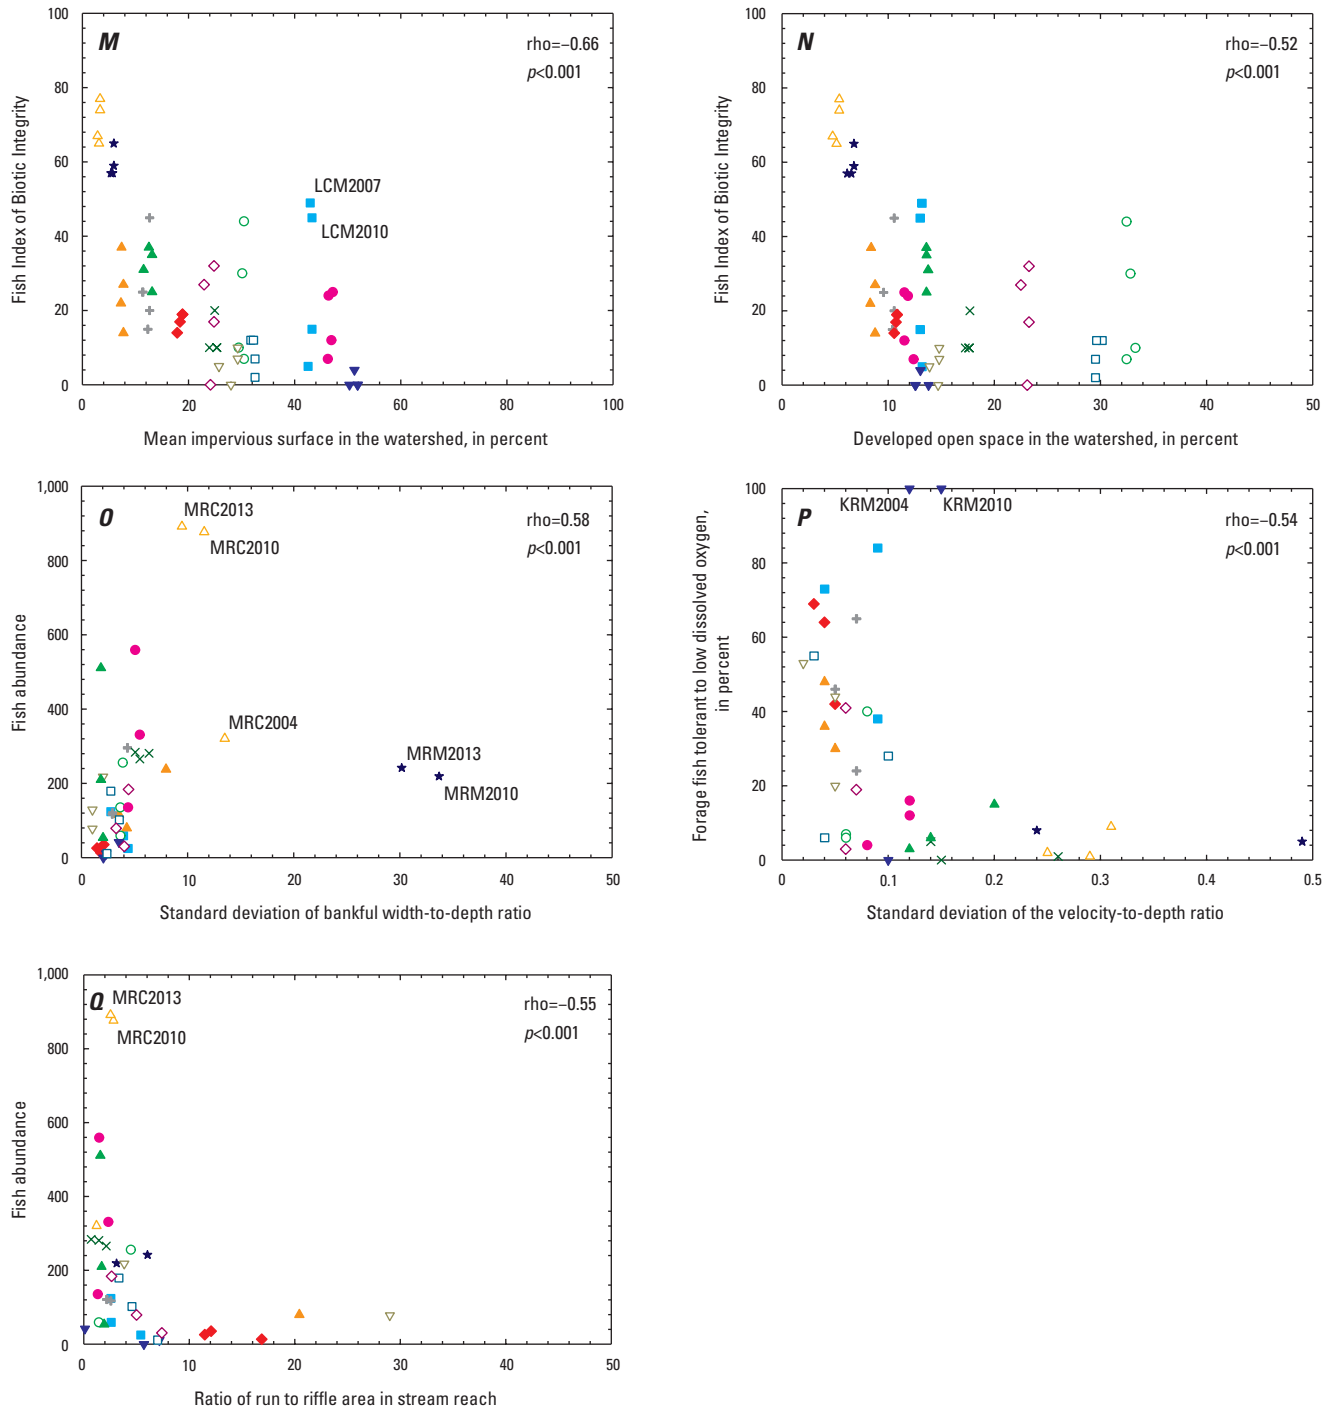 M
rho=−0.66
p<0.001
LCM2007
LCM2010
100
80
60
40
20
0
0 20 40 60 80 100
Fish Index of Biotic Integrity
Mean impervious surface in the watershed, in percent
N
rho=−0.52
p<0.001
100
80
60
40
20
0
0 10 20 30 40 50
Fish Index of Biotic Integrity
Developed open space in the watershed, in percent
O
rho=0.58
p<0.001
MRC2013
MRC2010
MRC2004
MRM2013
MRM2010
1,000
800
600
400
200
0
0 10 20 30 40 50
Fish abundance
Standard deviation of bankful width-to-depth ratio
P
rho=−0.54
p<0.001
KRM2004 KRM2010
100
80
60
40
20
0
0 0.1 0.2 0.3 0.4 0.5
Forage fish tolerant to low dissolved oxygen,
in percent
Standard deviation of the velocity-to-depth ratio
Q
rho=−0.55
p<0.001
MRC2013
MRC2010
1,000
800
600
400
200
0
0 10 20 30 40 50
Fish abundance
Ratio of run to riffle area in stream reach